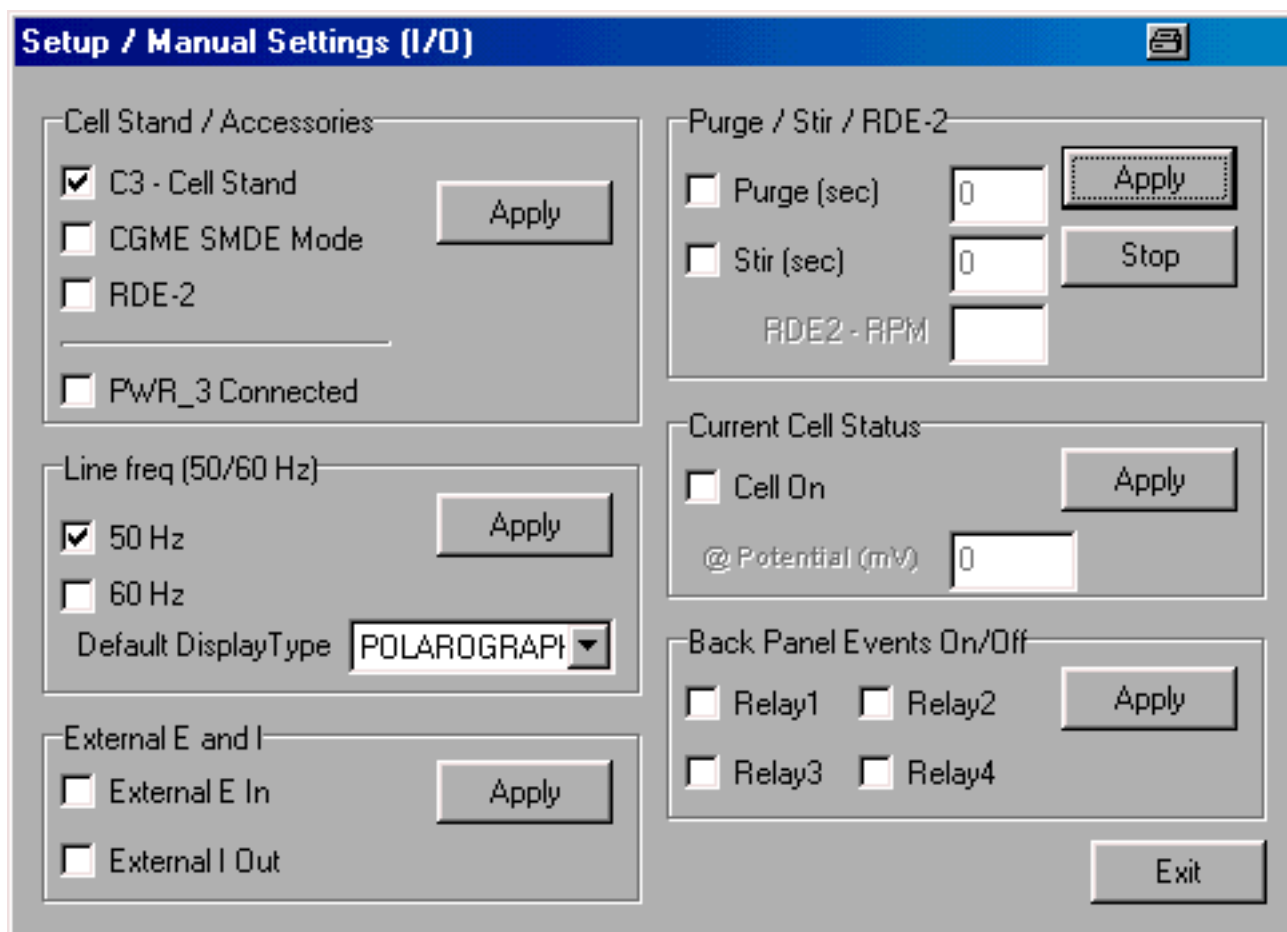 Setup / Manual Settings (I/O)
Cell Stand / Accessories
C3 - Cell Stand
Apply
CGME SMDE Mode
RDE-2
PWR_3 Connected
Line freq (50/60 Hz)
50 Hz
Apply
60 Hz
Default DisplayType POLAROGRAPH
External E and I
External E In
Apply
External I Out
Purge / Stir / RDE-2
Purge (sec) 0 Apply
Stir (sec) 0 Stop
RDE2 - RPM
Current Cell Status
Cell On Apply
@ Potential (mV) 0
Back Panel Events On/Off
Relay1 Relay2 Apply
Relay3 Relay4
Exit